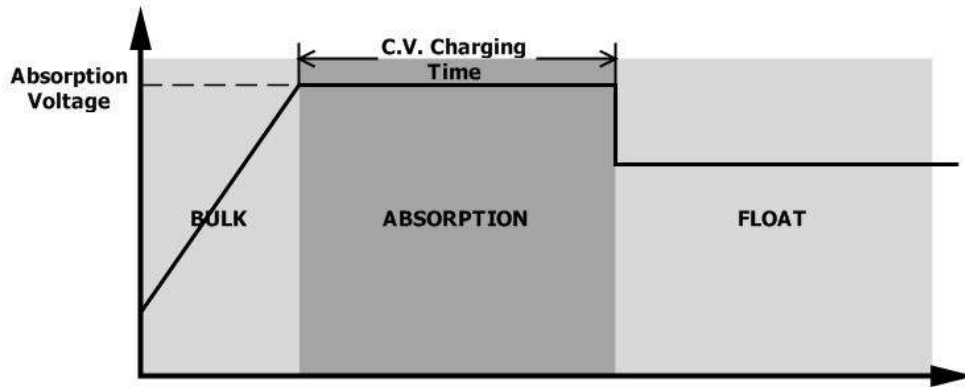 C.V. Charging
Time
Absorption
Voltage
BULK
ABSORPTION
FLOAT